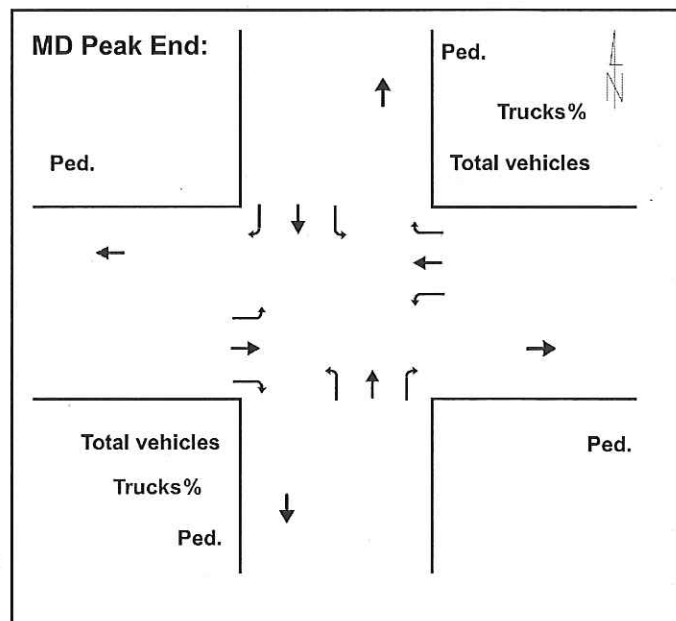 MD Peak End:
Ped.
N
Trucks%
Total vehicles
Ped.
Total vehicles
Trucks%
Ped.
Ped.